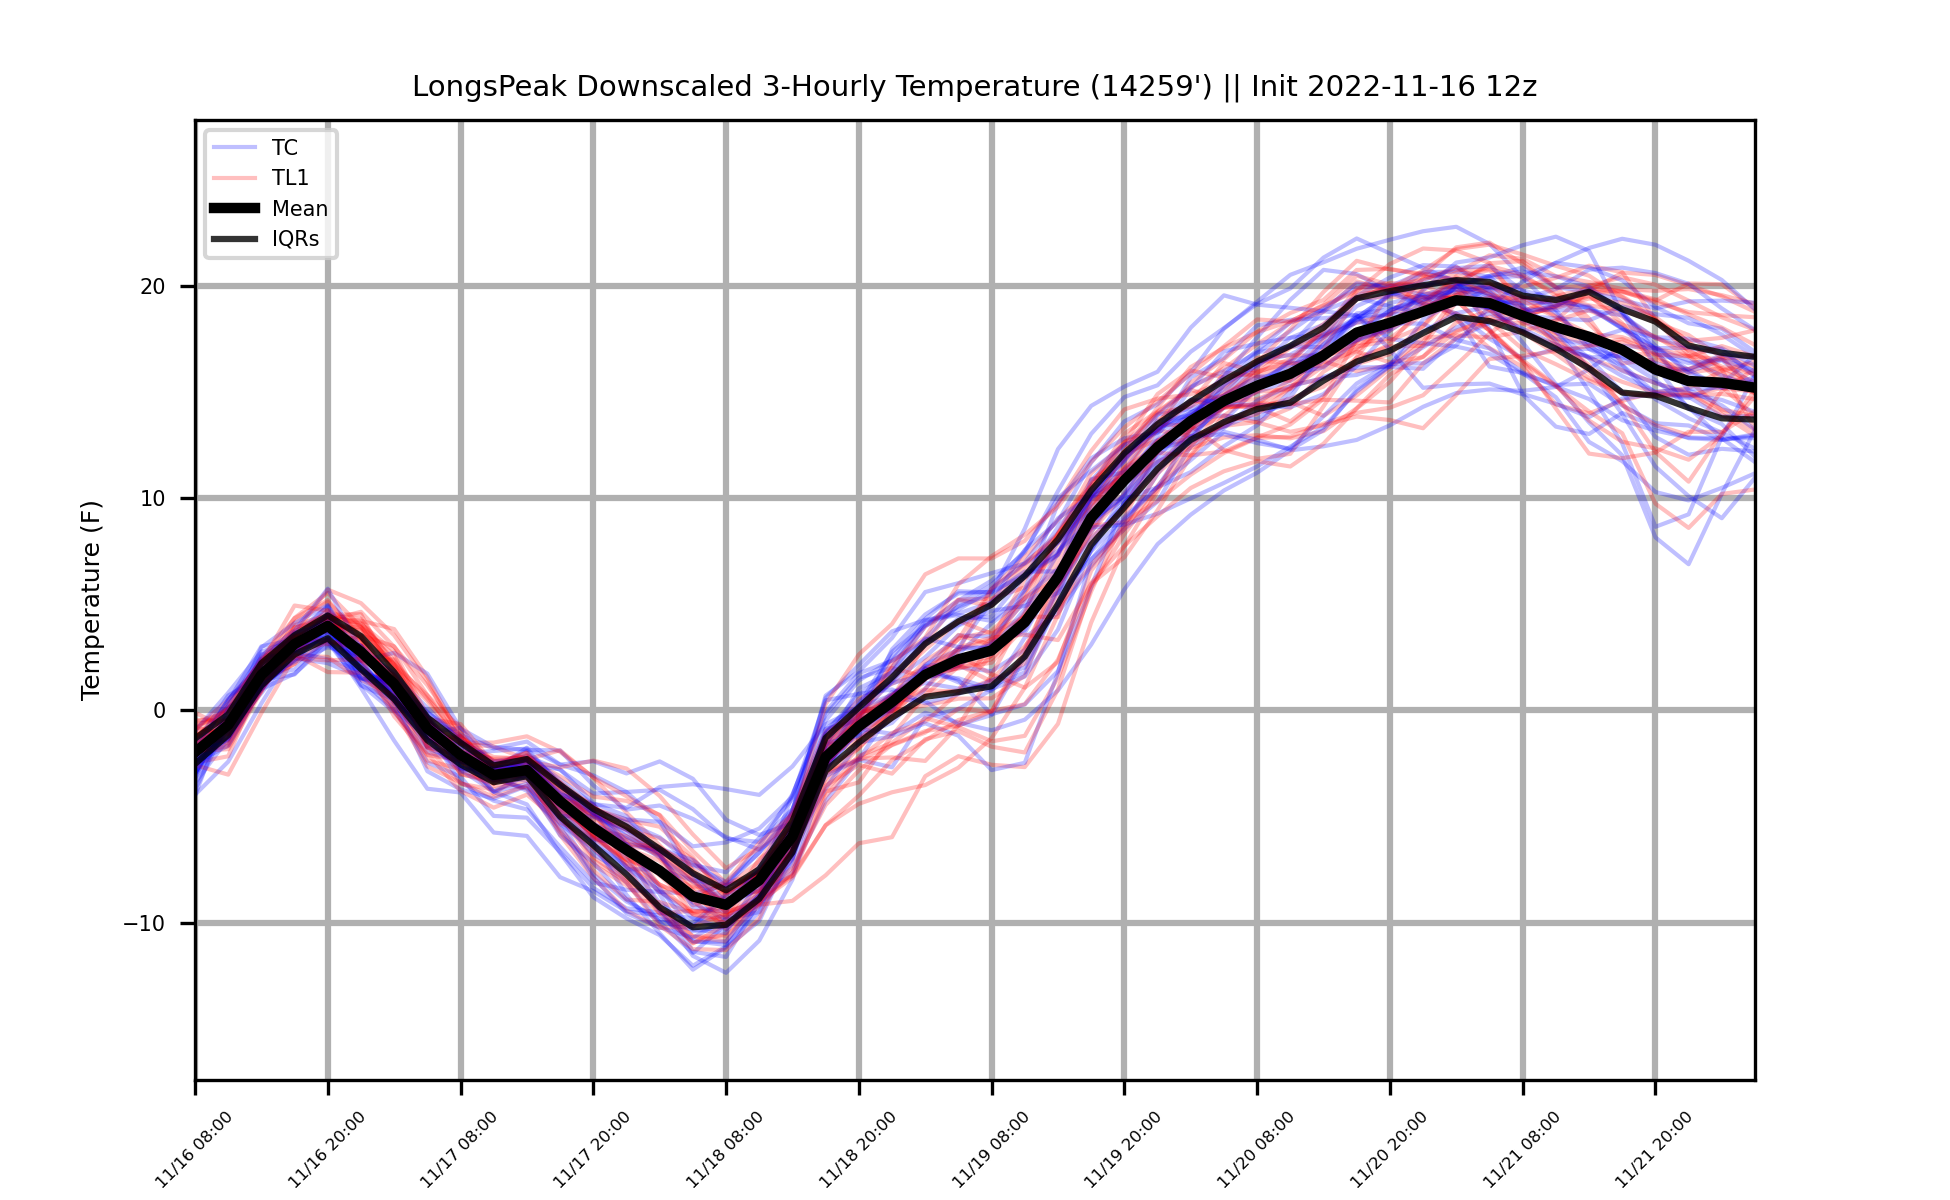 LongsPeak Downscaled 3-Hourly Temperature (14259') || Init 2022-11-16 12z
TC
TL1
Mean
IQRs
Temperature (F)
20
10
0
−10
11/16 08:00
11/16 20:00
11/17 08:00
11/17 20:00
11/18 08:00
11/18 20:00
11/19 08:00
11/19 20:00
11/20 08:00
11/20 20:00
11/21 08:00
11/21 20:00